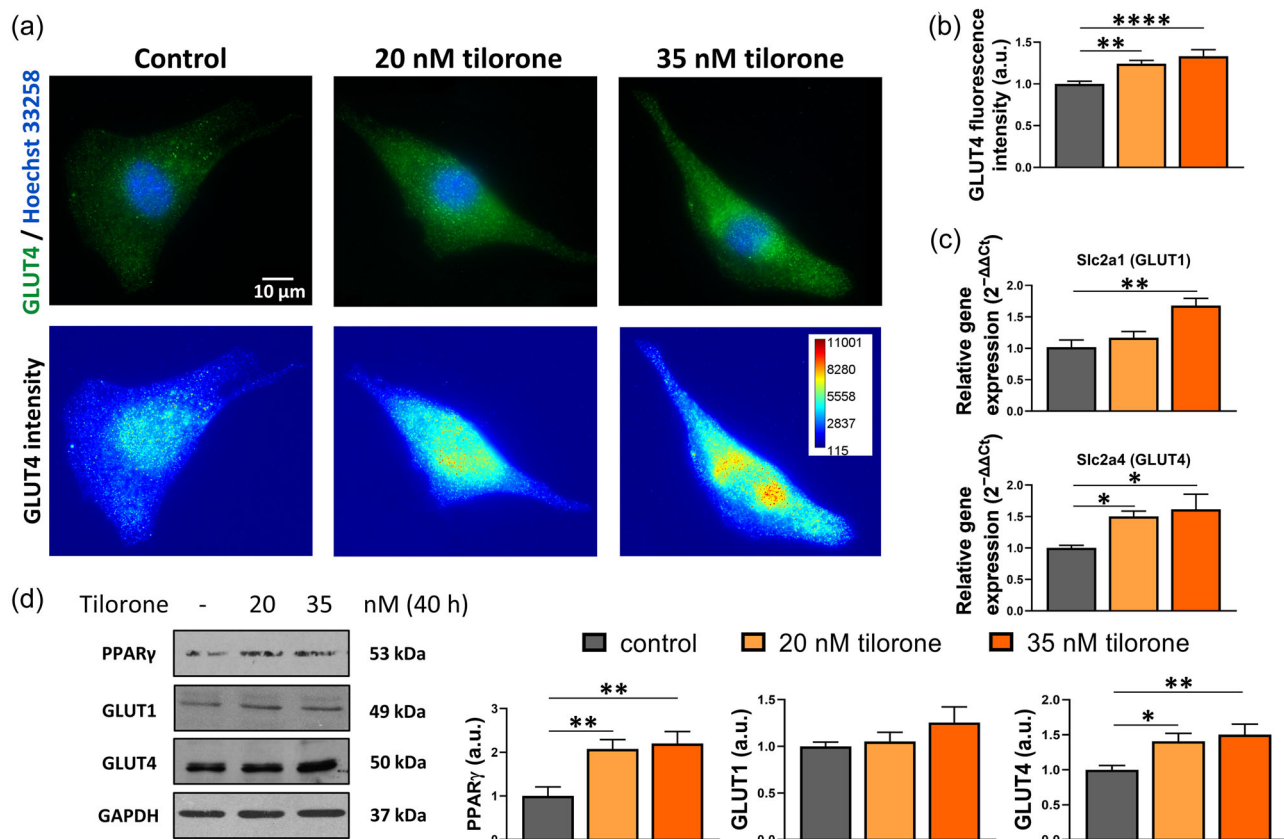 (a)
Control
20 nM tilorone
35 nM tilorone
GLUT4 / Hoechst 33258
10 µm
GLUT4 intensity
11001
8280
5558
2837
115
(b)
GLUT4 fluorescence
intensity (a.u.)
1.5
1.0
0.5
0.0
**
****
(c)
Slc2a1 (GLUT1)
Relative gene
expression (2−ΔΔCt)
2.0
1.5
1.0
0.5
0.0
**
Slc2a4 (GLUT4)
Relative gene
expression (2−ΔΔCt)
2.0
1.5
1.0
0.5
0.0
*
*
(d)
Tilorone - 20 35 nM (40 h)
PPARγ 53 kDa
GLUT1 49 kDa
GLUT4 50 kDa
GAPDH 37 kDa
control 20 nM tilorone 35 nM tilorone
PPARγ (a.u.)
3
2
1
0
**
**
GLUT1 (a.u.)
1.5
1.0
0.5
0.0
GLUT4 (a.u.)
2.0
1.5
1.0
0.5
0.0
*
**